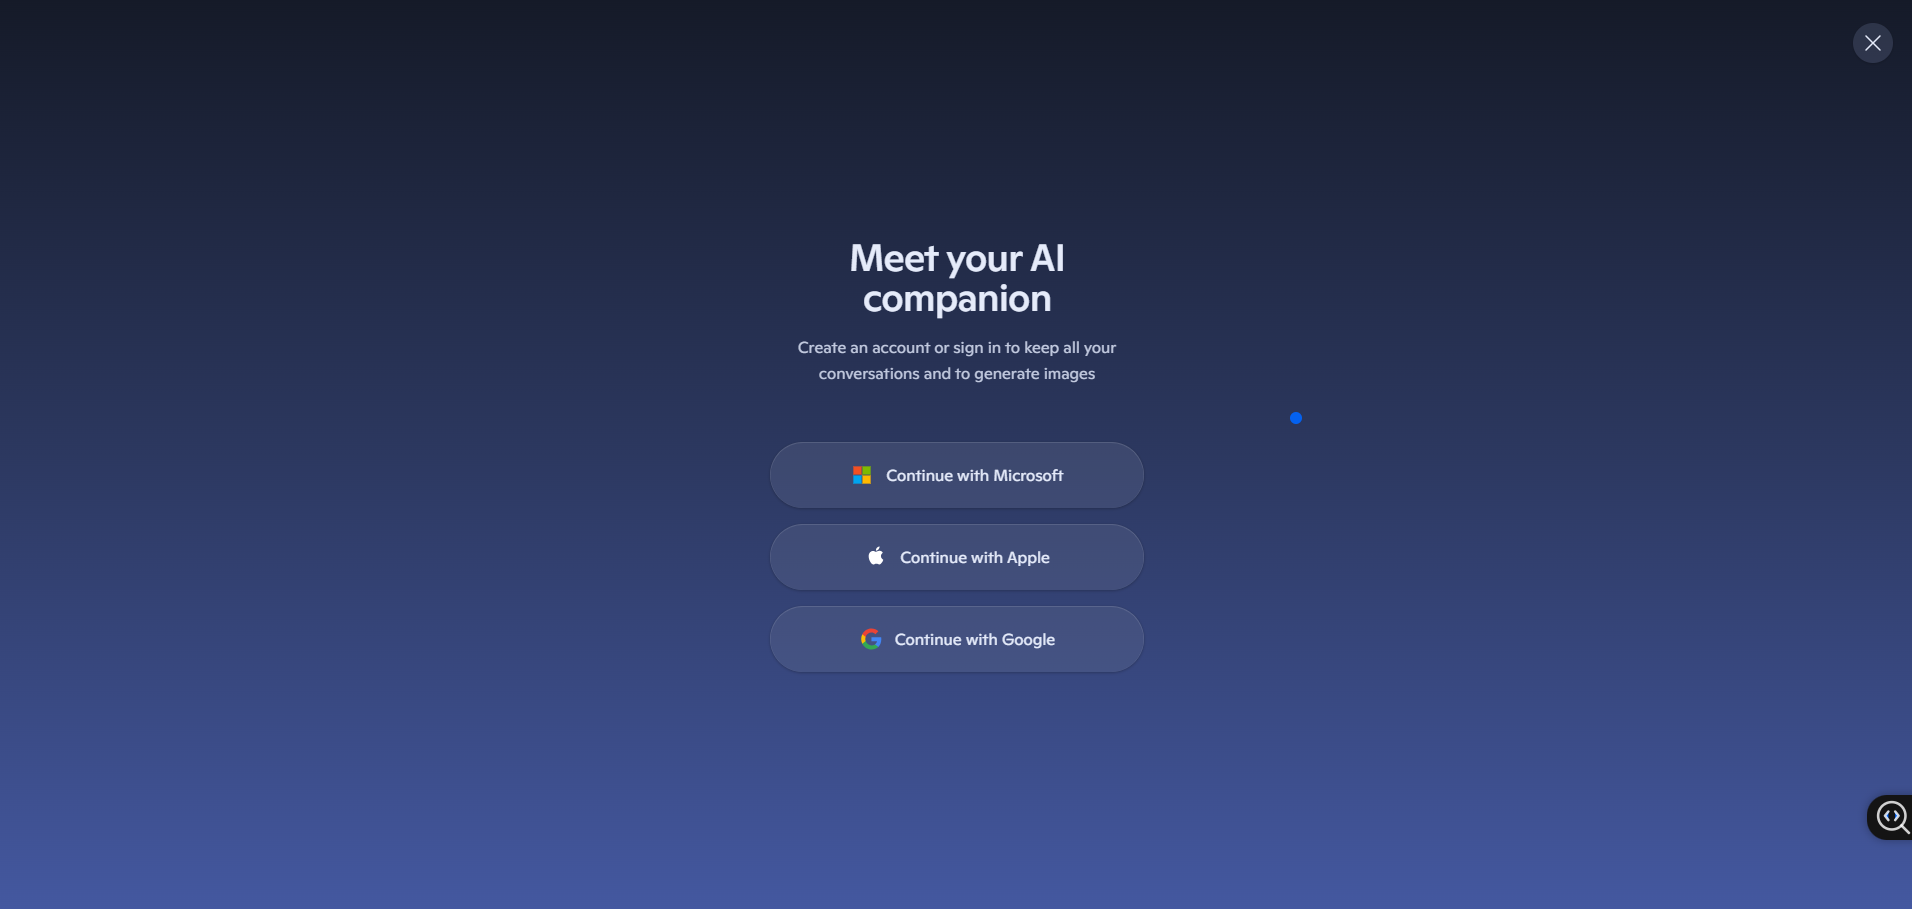 Meet your AI
companion
Create an account or sign in to keep all your
conversations and to generate images
Continue with Microsoft
Continue with Apple
Continue with Google